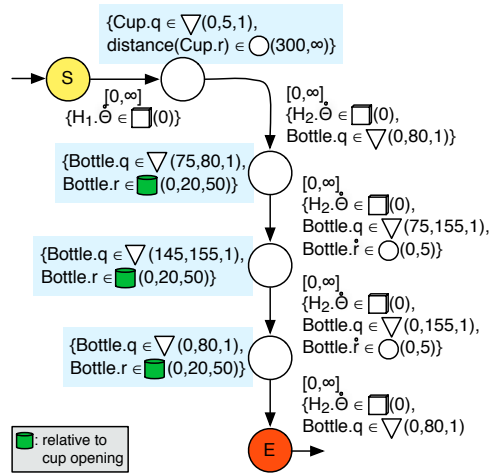 {Cup.q ∈ ▽(0,5,1),
distance(Cup.r) ∈ ◯(300,∞)}
S
[0,∞]
{H₁.Θ̊ ∈ ❒(0)}
[0,∞]
{H₂.Θ̊ ∈ ❒(0),
Bottle.q ∈ ▽(0,80,1)}
{Bottle.q ∈ ▽(75,80,1),
Bottle.r ∈ (0,20,50)}
[0,∞]
{H₂.Θ̊ ∈ ❒(0),
Bottle.q ∈ ▽(75,155,1),
Bottle.r̊ ∈ ◯(0,5)}
{Bottle.q ∈ ▽(145,155,1),
Bottle.r ∈ (0,20,50)}
[0,∞]
{H₂.Θ̊ ∈ ❒(0),
Bottle.q ∈ ▽(0,155,1),
Bottle.r̊ ∈ ◯(0,5)}
{Bottle.q ∈ ▽(0,80,1),
Bottle.r ∈ (0,20,50)}
[0,∞]
{H₂.Θ̊ ∈ ❒(0),
Bottle.q ∈ ▽(0,80,1)
E
: relative to
cup opening